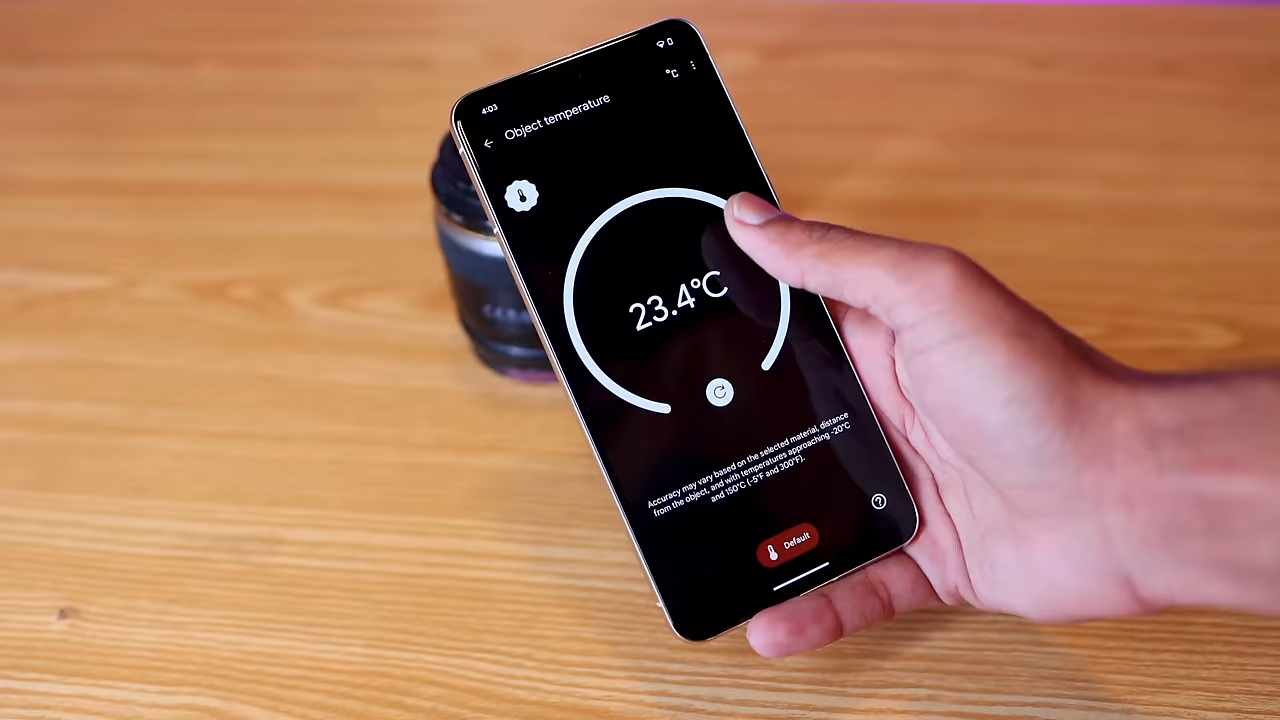 4:03
°C
Object temperature
23.4°C
Accuracy may vary based on the selected material, distance
from the object, and with temperatures approaching -20°C
and 150°C (-5°F and 300°F).
Default